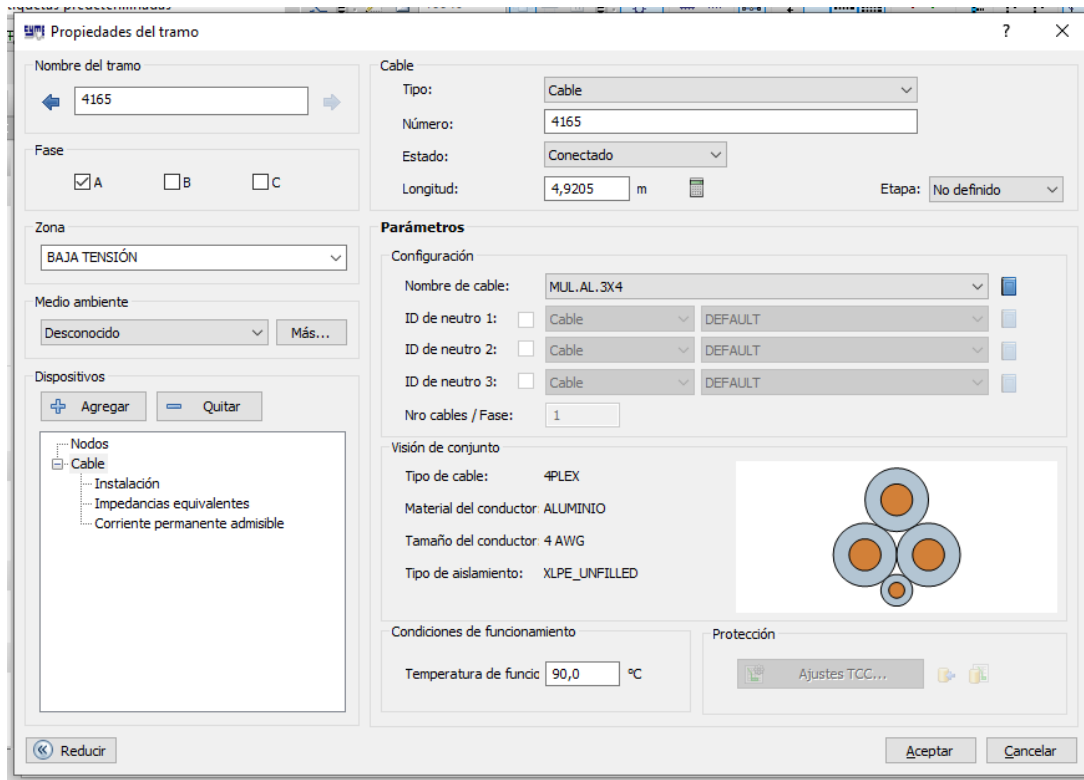 Propiedades del tramo
?
Nombre del tramo
4165
Fase
A
B
C
Zona
BAJA TENSIÓN
Medio ambiente
Desconocido
Más...
Dispositivos
Agregar
Quitar
Nodos
Cable
Instalación
Impedancias equivalentes
Corriente permanente admisible
Reducir
Cable
Tipo: Cable
Número: 4165
Estado: Conectado
Longitud: 4,9205 m Etapa: No definido
Parámetros
Configuración
Nombre de cable: MUL.AL.3X4
ID de neutro 1: Cable DEFAULT
ID de neutro 2: Cable DEFAULT
ID de neutro 3: Cable DEFAULT
Nro cables / Fase: 1
Visión de conjunto
Tipo de cable: 4PLEX
Material del conductor: ALUMINIO
Tamaño del conductor: 4 AWG
Tipo de aislamiento: XLPE_UNFILLED
Condiciones de funcionamiento
Temperatura de funcio 90,0 ºC
Protección
Ajustes TCC...
Aceptar
Cancelar